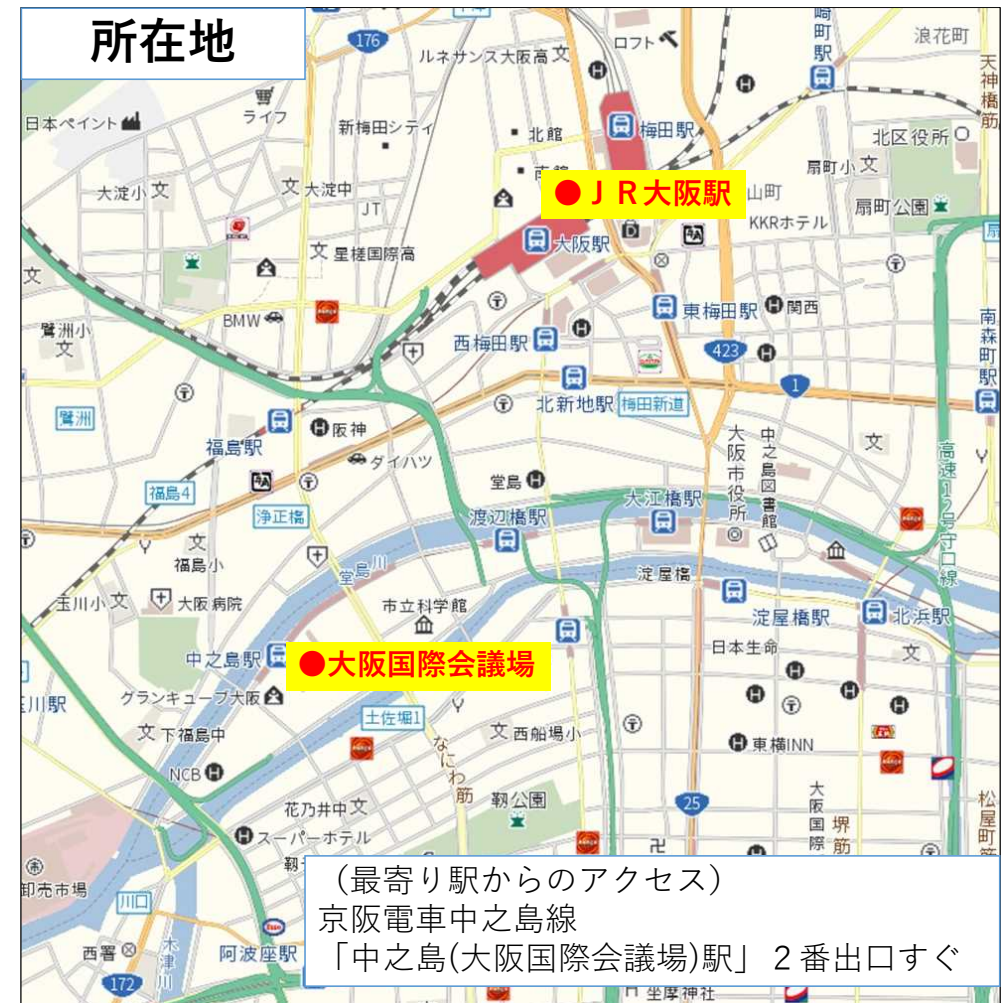 所在地
176
ルネサンス大阪高
ロフト
崎町駅
浪花町
天神橋筋
ライフ
日本ペイント
新梅田シティ
北館
梅田駅
北区役所
扇町小
大淀小
大淀中
JT
●ＪＲ大阪駅
山町
扇町公園
KKRホテル
星槎国際高
大阪駅
扇
BMW
東梅田駅
関西
鷺洲小
西梅田駅
423
南森町駅
1
鷺洲
北新地駅
梅田新道
福島駅
阪神
ダイハツ
大阪市役所
中之島図書館
高速12号守口線
福島4
堂島
浄正橋
渡辺橋駅
大江橋駅
福島小
堂島川
淀屋橋
玉川小
大阪病院
市立科学館
淀屋橋駅
北浜駅
中之島駅
●大阪国際会議場
日本生命
玉川駅
グランキューブ大阪
土佐堀1
下福島中
西船場小
東横INN
NCB
なにわ筋
花乃井中
靭公園
25
大阪国際
堺筋
松屋町筋
スーパーホテル
卸売市場
川口
（最寄り駅からのアクセス）
京阪電車中之島線
「中之島(大阪国際会議場)駅」２番出口すぐ
西署
木津川
阿波座駅
172
坐摩神社